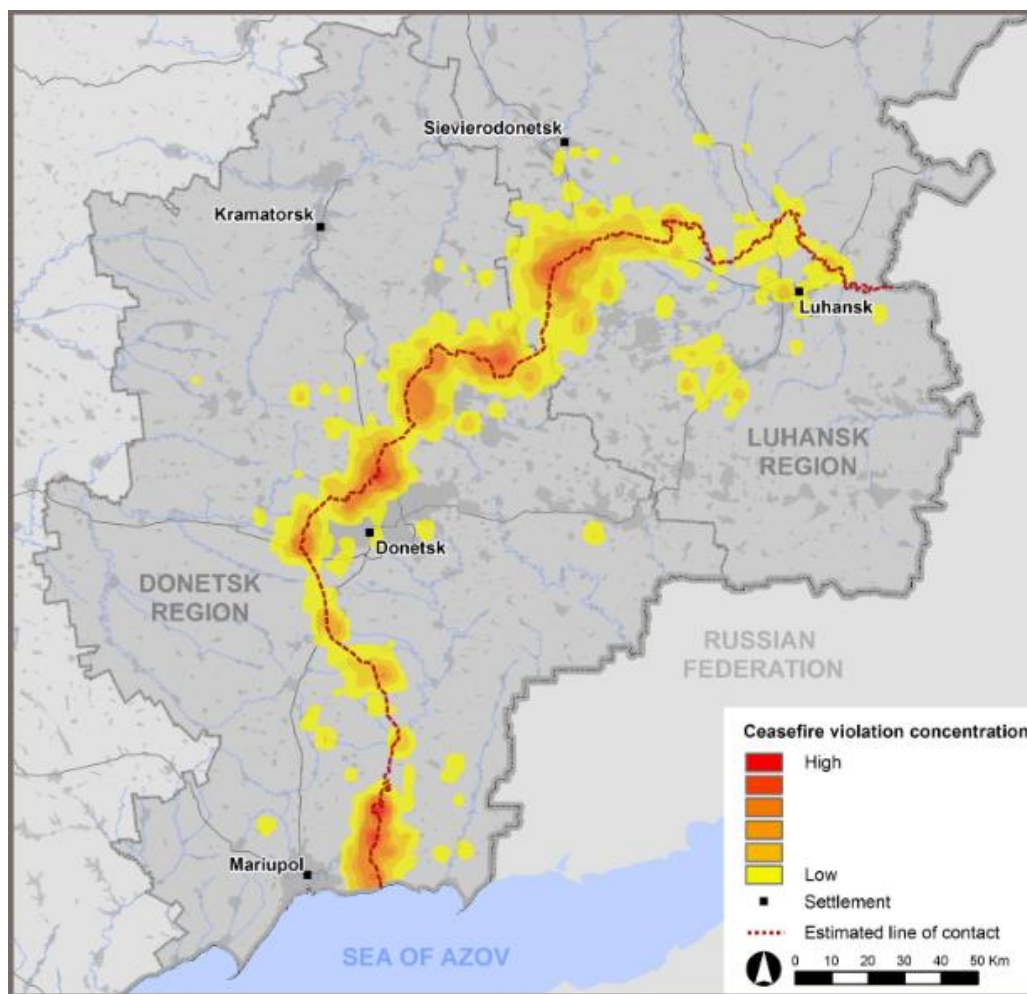 Sievierodonetsk
Kramatorsk
Luhansk
LUHANSK
REGION
Donetsk
DONETSK
REGION
RUSSIAN
FEDERATION
Mariupol
SEA OF AZOV
Ceasefire violation concentration
High
Low
Settlement
Estimated line of contact
0 10 20 30 40 50 Km